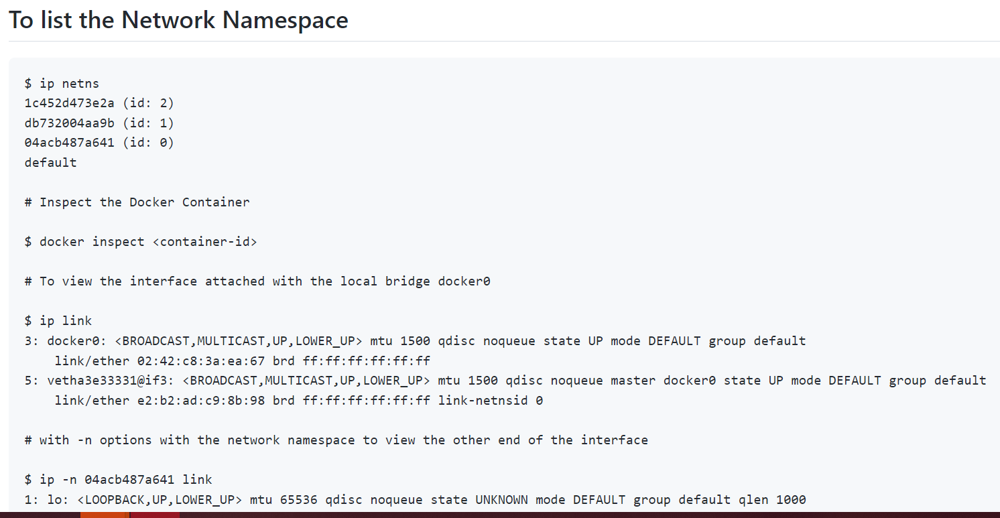 To list the Network Namespace
$ ip netns
1c452d473e2a (id: 2)
db732004aa9b (id: 1)
04acb487a641 (id: 0)
default
# Inspect the Docker Container
$ docker inspect <container-id>
# To view the interface attached with the local bridge docker0
$ ip link
3: docker0: <BROADCAST,MULTICAST,UP,LOWER_UP> mtu 1500 qdisc noqueue state UP mode DEFAULT group default
    link/ether 02:42:c8:3a:ea:67 brd ff:ff:ff:ff:ff:ff
5: vetha3e33331@if3: <BROADCAST,MULTICAST,UP,LOWER_UP> mtu 1500 qdisc noqueue master docker0 state UP mode DEFAULT group default
    link/ether e2:b2:ad:c9:8b:98 brd ff:ff:ff:ff:ff:ff link-netnsid 0
# with -n options with the network namespace to view the other end of the interface
$ ip -n 04acb487a641 link
1: lo: <LOOPBACK,UP,LOWER_UP> mtu 65536 qdisc noqueue state UNKNOWN mode DEFAULT group default qlen 1000